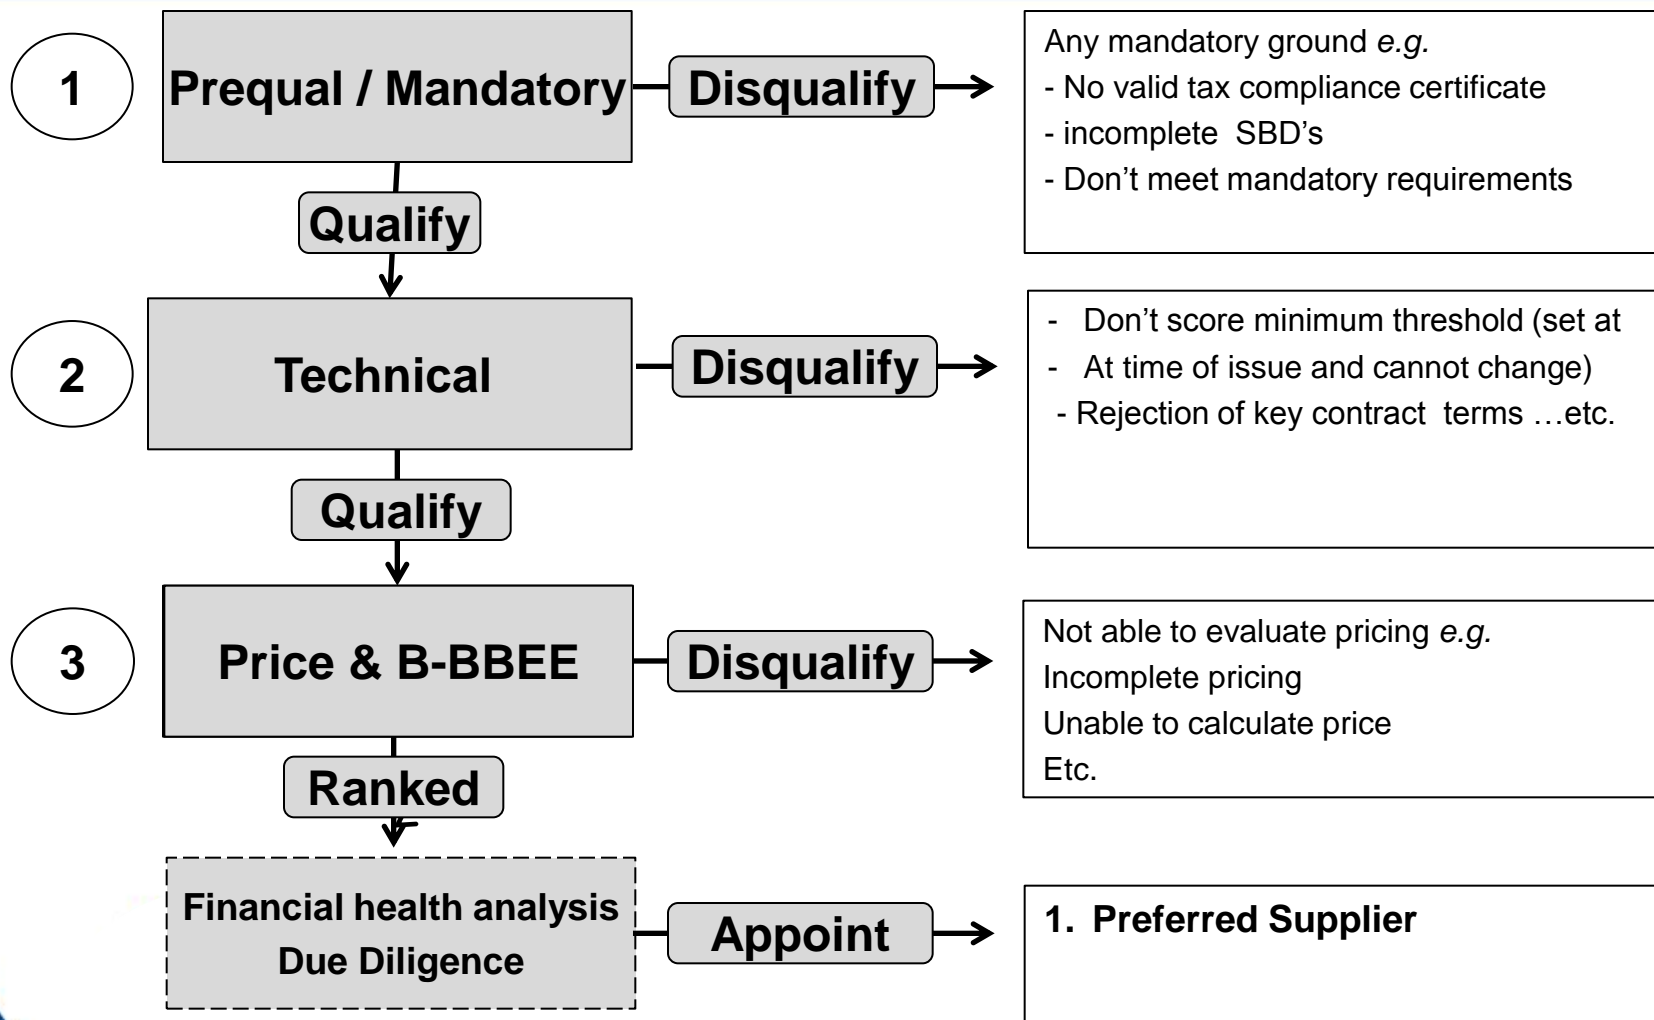 1
Prequal / Mandatory
Disqualify
Any mandatory ground e.g.
- No valid tax compliance certificate
- incomplete  SBD's
- Don't meet mandatory requirements
Qualify
2
Technical
Disqualify
-   Don't score minimum threshold (set at
-   At time of issue and cannot change)
- Rejection of key contract  terms …etc.
Qualify
3
Price & B-BBEE
Disqualify
Not able to evaluate pricing e.g.
Incomplete pricing
Unable to calculate price
Etc.
Ranked
Financial health analysis
Due Diligence
Appoint
1. Preferred Supplier